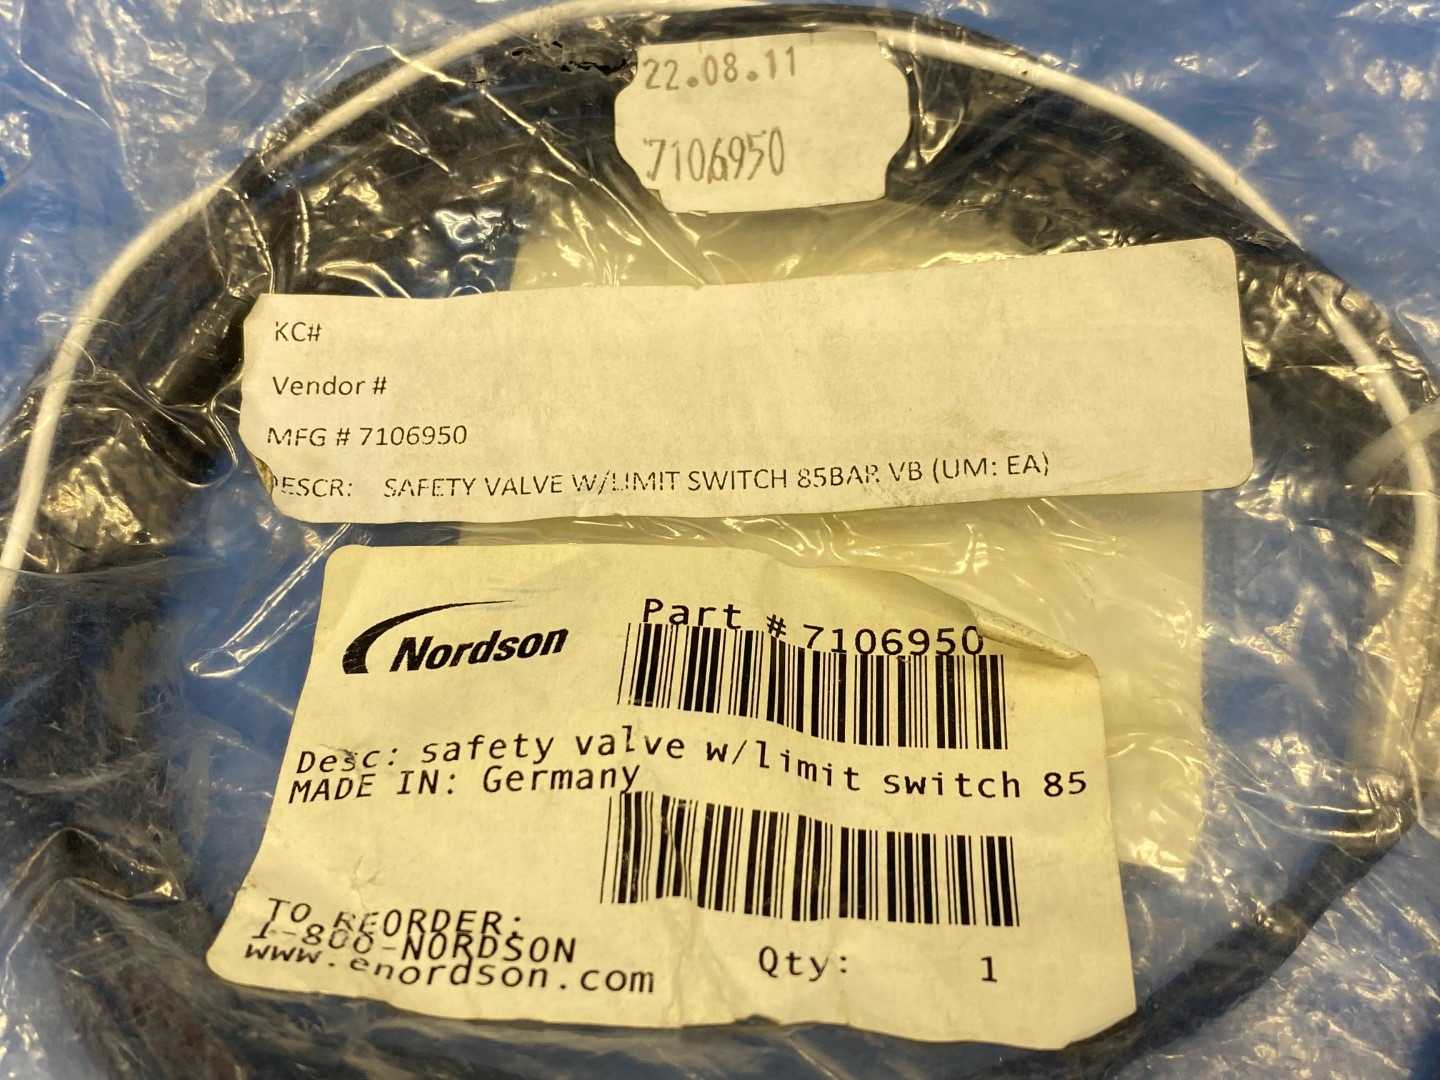 22.08.11
7106950
KC#
Vendor #
MFG # 7106950
DESCR: SAFETY VALVE W/LIMIT SWITCH 85BAR VB (UM: EA)
Nordson
Part # 7106950
Desc: safety valve w/limit switch 85
MADE IN: Germany
TO REORDER:
1-800-NORDSON
www.enordson.com
Qty: 1